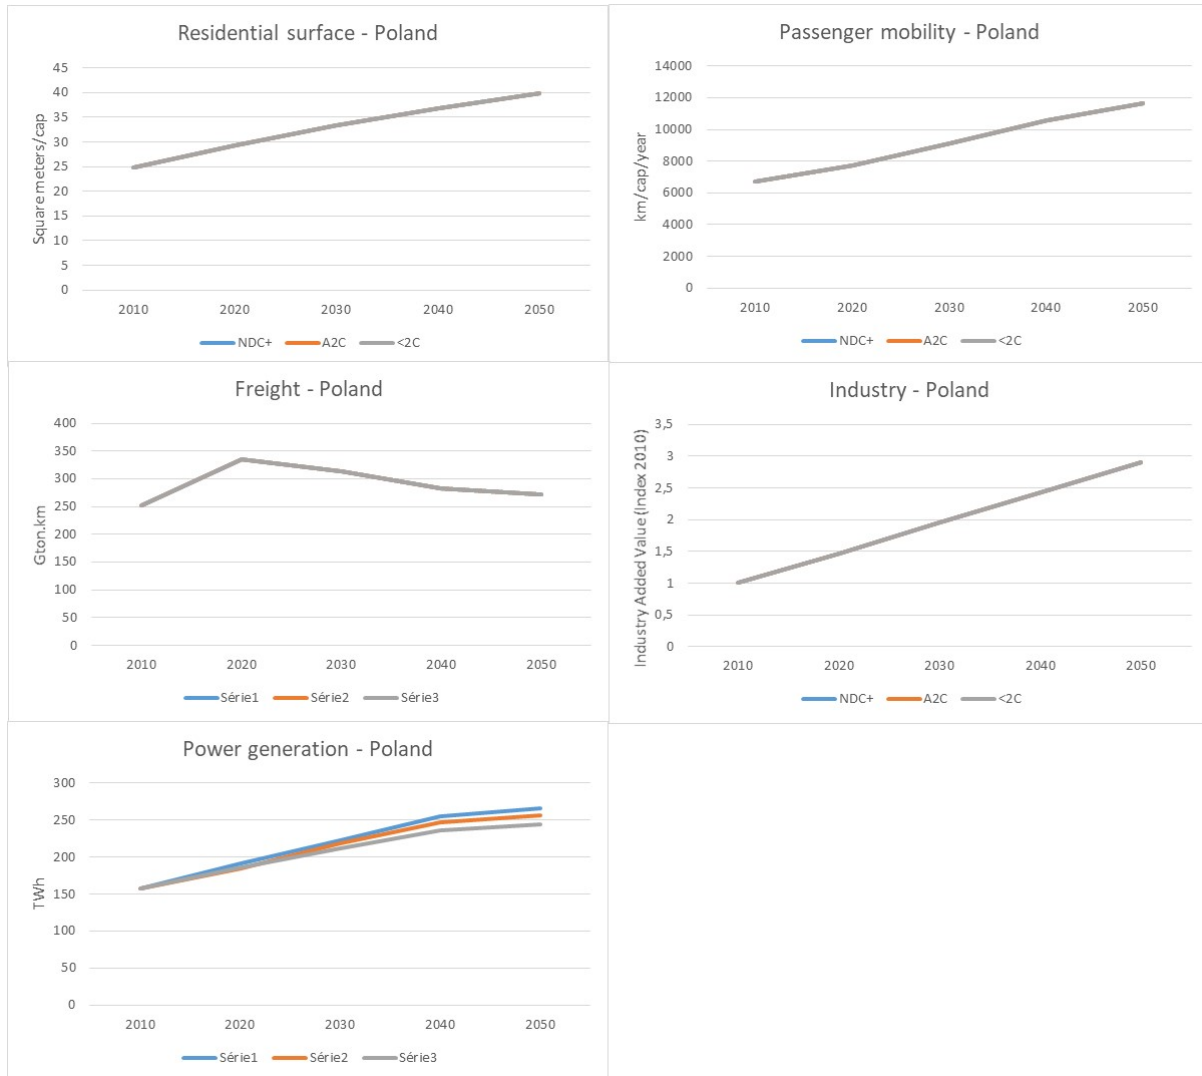 Residential surface - Poland
Square meters/cap
45
40
35
30
25
20
15
10
5
0
2010 2020 2030 2040 2050
NDC+ A2C <2C
Passenger mobility - Poland
km/cap/year
14000
12000
10000
8000
6000
4000
2000
0
2010 2020 2030 2040 2050
NDC+ A2C <2C
Freight - Poland
Gton.km
400
350
300
250
200
150
100
50
0
2010 2020 2030 2040 2050
Série1 Série2 Série3
Industry - Poland
Industry Added Value (Index 2010)
3,5
3
2,5
2
1,5
1
0,5
0
2010 2020 2030 2040 2050
NDC+ A2C <2C
Power generation - Poland
TWh
300
250
200
150
100
50
0
2010 2020 2030 2040 2050
Série1 Série2 Série3